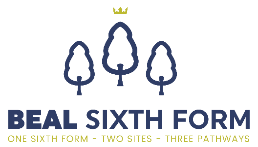 BEAL SIXTH FORM
ONE SIXTH FORM - TWO SITES - THREE PATHWAYS